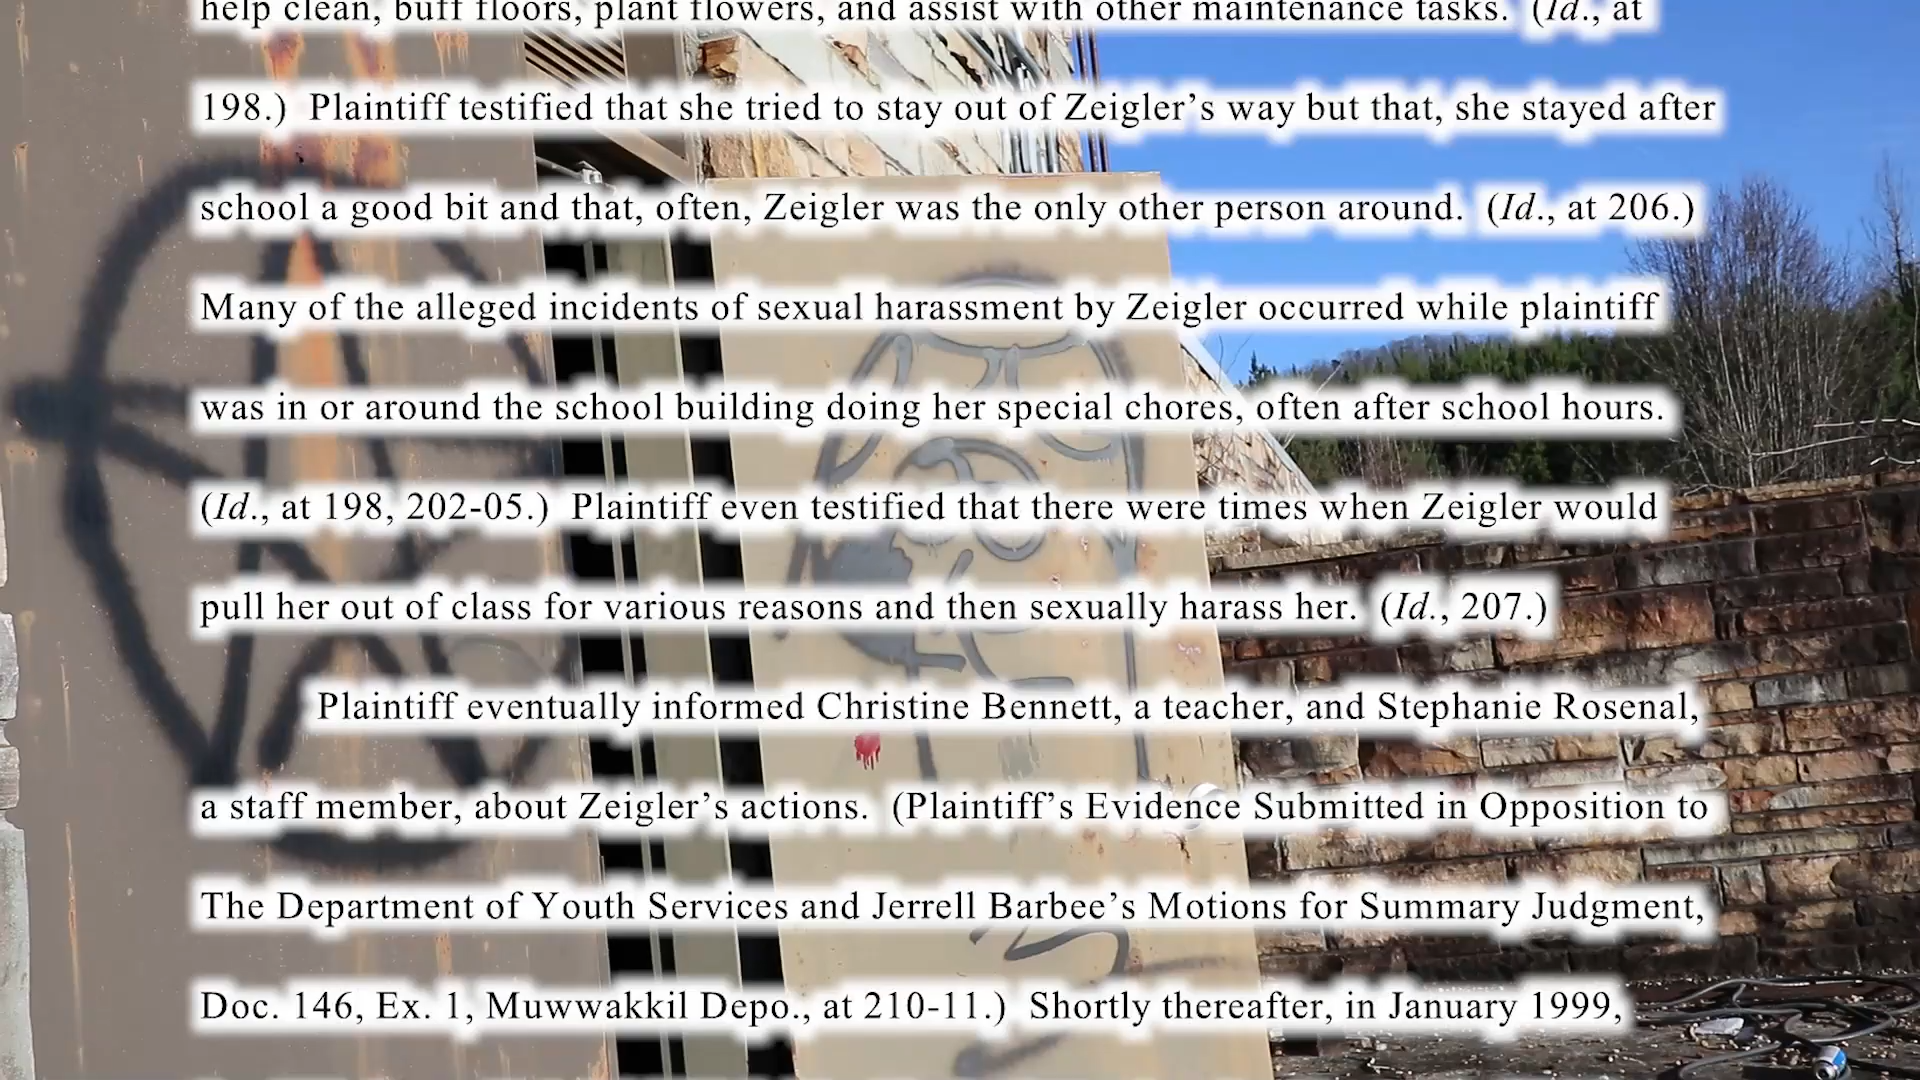 help clean, buff floors, plant flowers, and assist with other maintenance tasks.  (Id., at
198.)  Plaintiff testified that she tried to stay out of Zeigler’s way but that, she stayed after
school a good bit and that, often, Zeigler was the only other person around.  (Id., at 206.)
Many of the alleged incidents of sexual harassment by Zeigler occurred while plaintiff
was in or around the school building doing her special chores, often after school hours.
(Id., at 198, 202-05.)  Plaintiff even testified that there were times when Zeigler would
pull her out of class for various reasons and then sexually harass her.  (Id., 207.)
Plaintiff eventually informed Christine Bennett, a teacher, and Stephanie Rosenal,
a staff member, about Zeigler’s actions.  (Plaintiff’s Evidence Submitted in Opposition to
The Department of Youth Services and Jerrell Barbee’s Motions for Summary Judgment,
Doc. 146, Ex. 1, Muwwakkil Depo., at 210-11.)  Shortly thereafter, in January 1999,